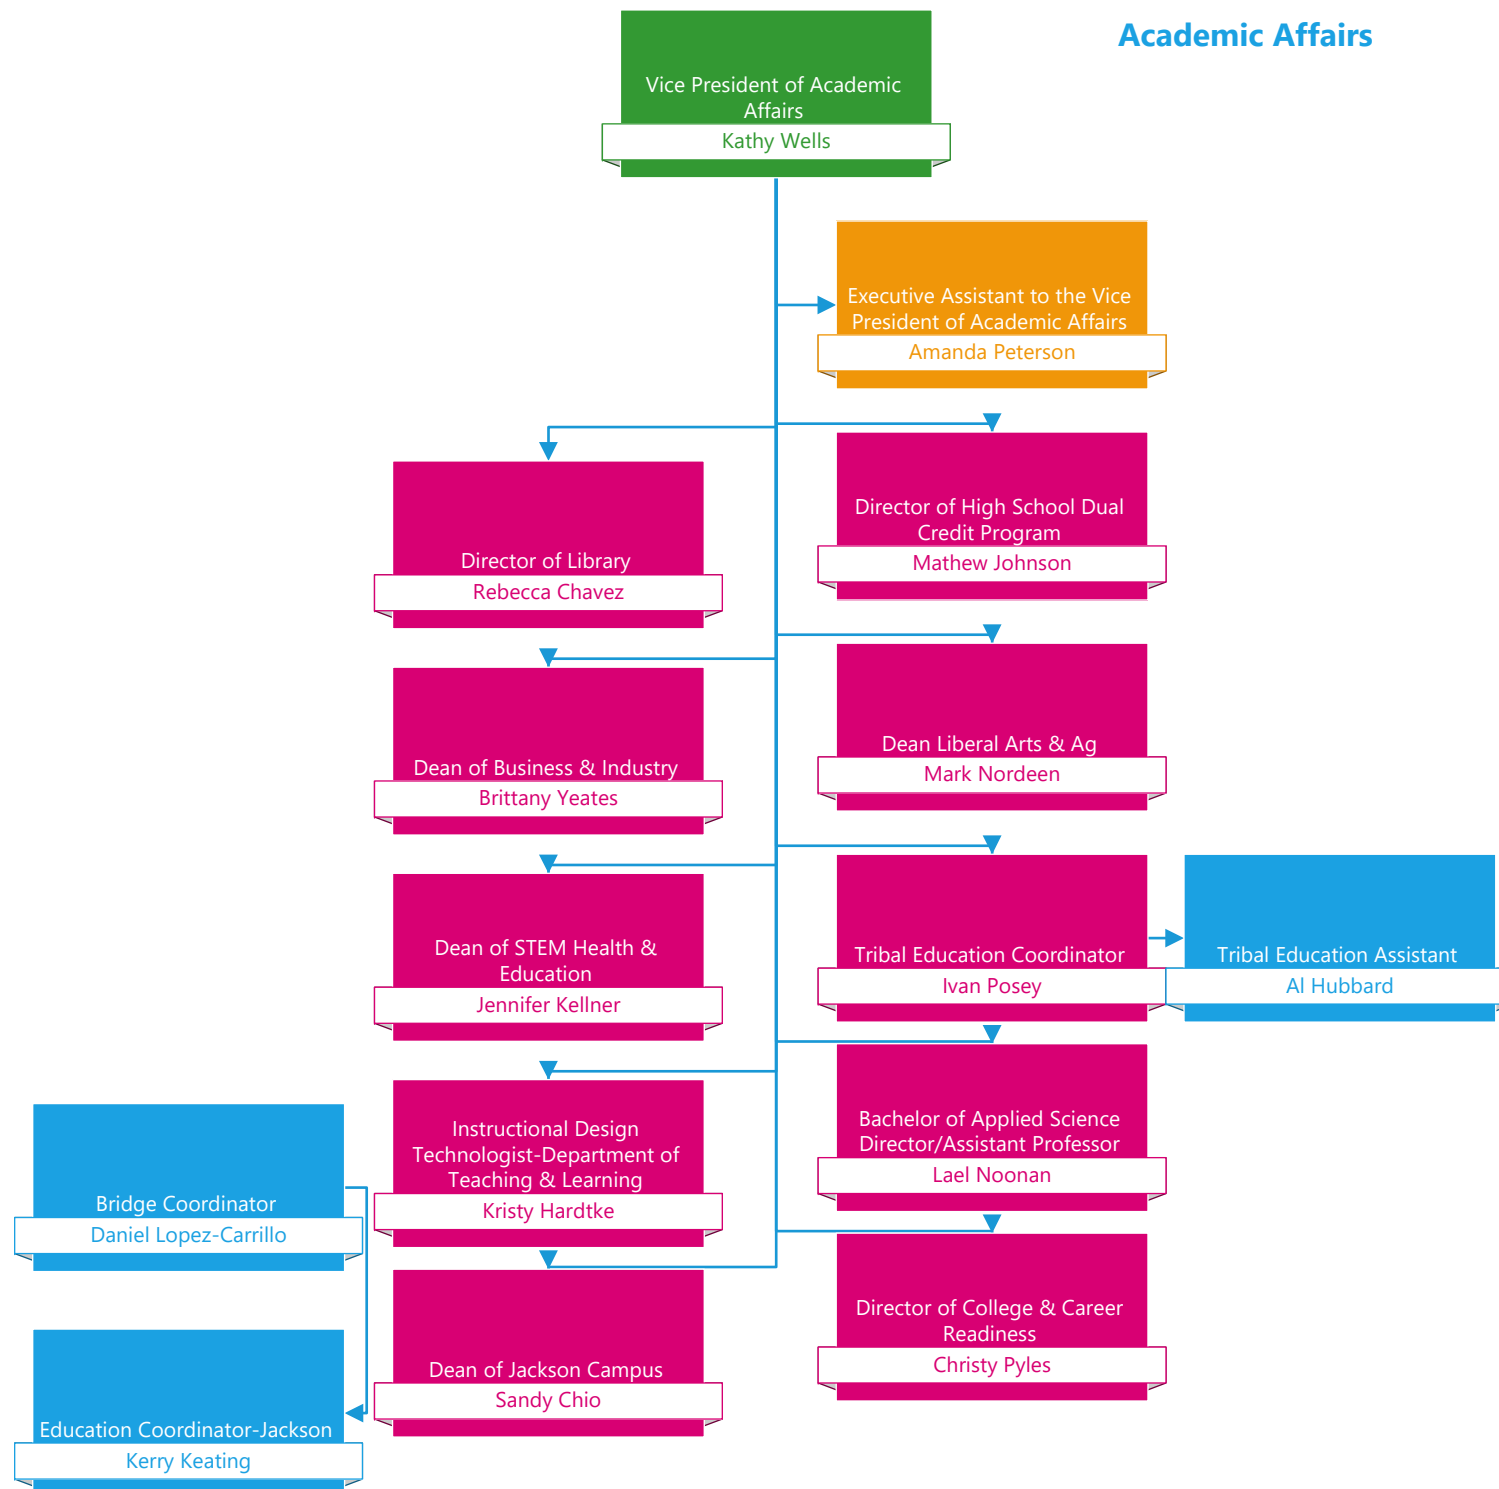 Academic Affairs
Vice President of Academic
Affairs
Kathy Wells
Executive Assistant to the Vice
President of Academic Affairs
Amanda Peterson
Director of Library
Rebecca Chavez
Director of High School Dual
Credit Program
Mathew Johnson
Dean of Business & Industry
Brittany Yeates
Dean Liberal Arts & Ag
Mark Nordeen
Dean of STEM Health &
Education
Jennifer Kellner
Tribal Education Coordinator
Ivan Posey
Tribal Education Assistant
Al Hubbard
Bridge Coordinator
Daniel Lopez-Carrillo
Instructional Design
Technologist-Department of
Teaching & Learning
Kristy Hardtke
Bachelor of Applied Science
Director/Assistant Professor
Lael Noonan
Education Coordinator-Jackson
Kerry Keating
Dean of Jackson Campus
Sandy Chio
Director of College & Career
Readiness
Christy Pyles